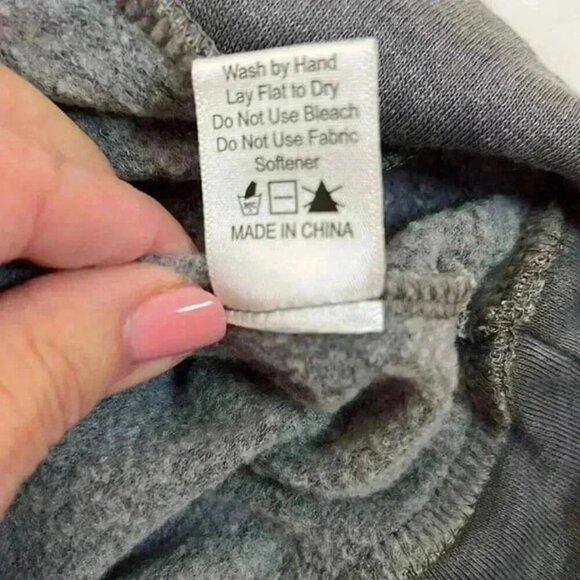 Wash by Hand
Lay Flat to Dry
Do Not Use Bleach
Do Not Use Fabric
Softener
MADE IN CHINA